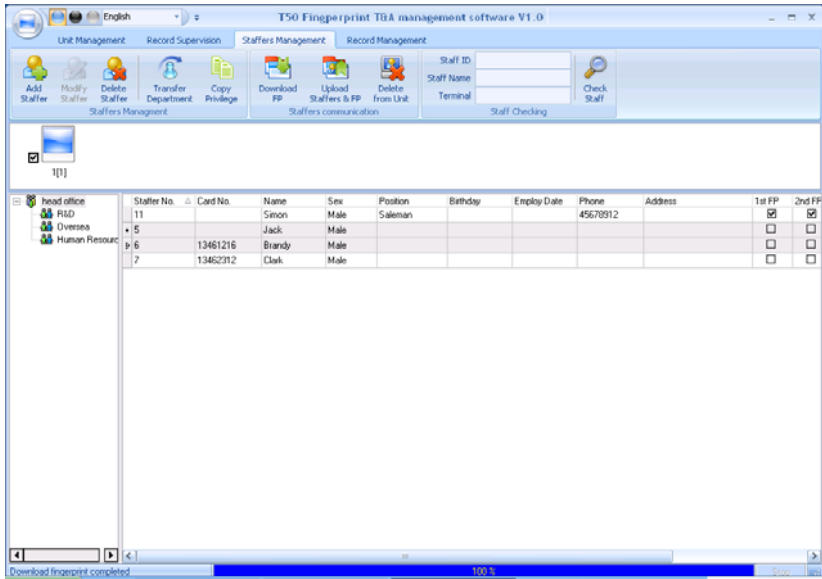 English
T50 Fingperprint T&A management software V1.0
Unit Management Record Supervision Staffers Management Record Management
Add Staffer
Modify Staffer
Delete Staffer
Transfer Department
Copy Privilege
Staffers Managment
Download FP
Upload Staffers & FP
Delete from Unit
Staffers communication
Staff ID
Staff Name
Terminal
Check Staff
Staff Checking
1[1]
head office
R&D
Oversea
Human Resourc
Staffer No. Card No. Name Sex Position Birthday Employ Date Phone Address 1st FP 2nd FP
11 Simon Male Saleman 45678912
5 Jack Male
6 13461216 Brandy Male
7 13462312 Clark Male
Download fingerprint completed 100 % Stop